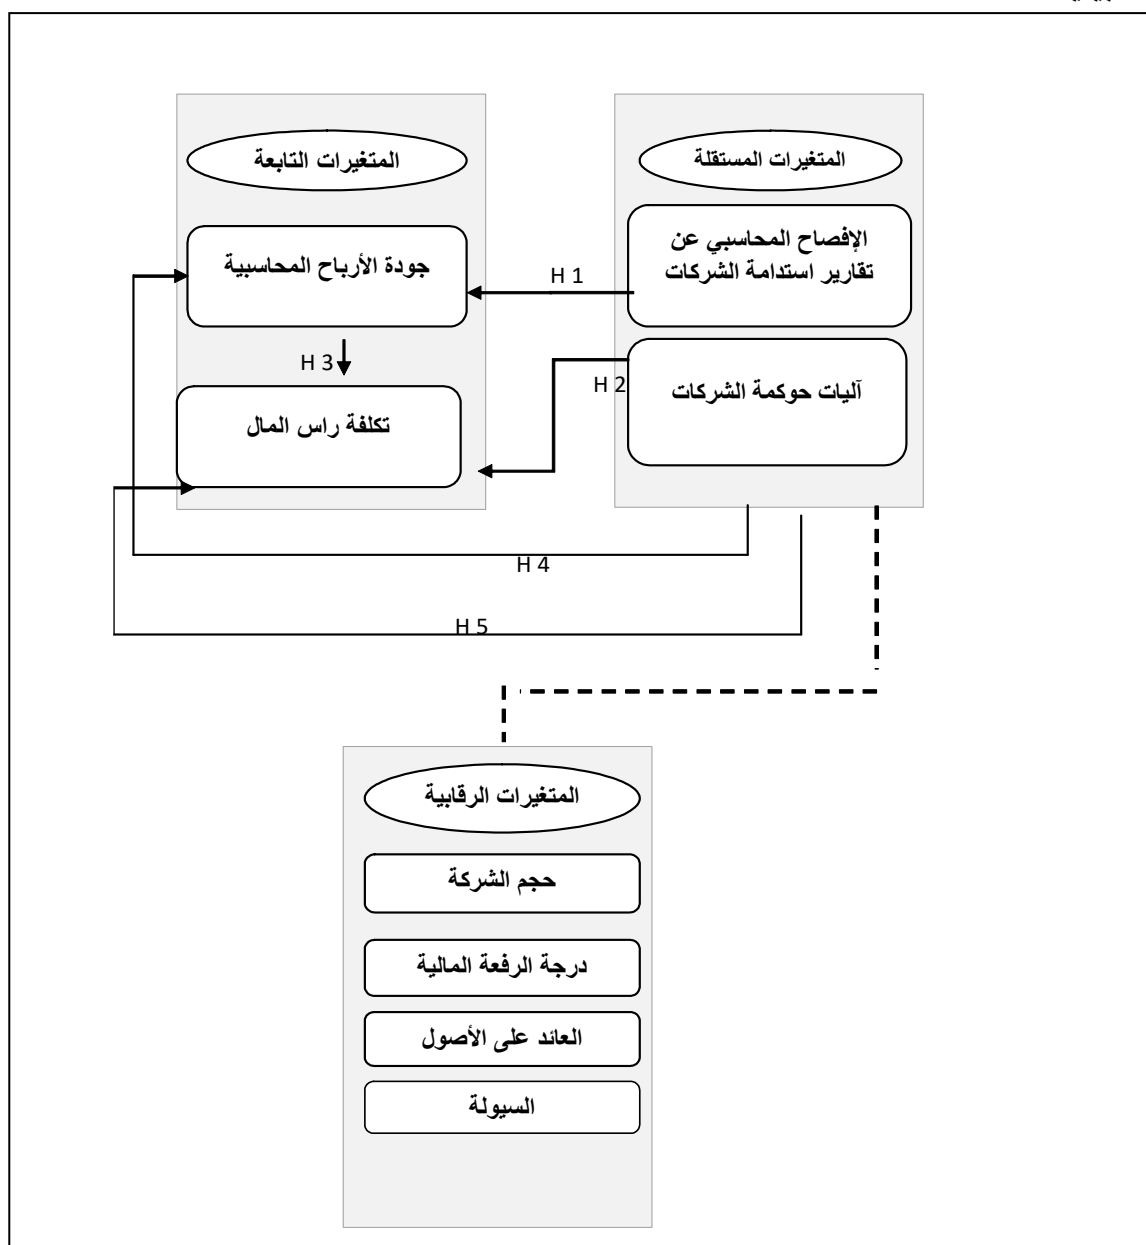 المتغيرات المستقلة
الإفصاح المحاسبي عن
تقارير استدامة الشركات
آليات حوكمة الشركات
المتغيرات التابعة
جودة الأرباح المحاسبية
تكلفة راس المال
H 1
H 2
H 3
H 4
H 5
المتغيرات الرقابية
حجم الشركة
درجة الرفعة المالية
العائد على الأصول
السيولة